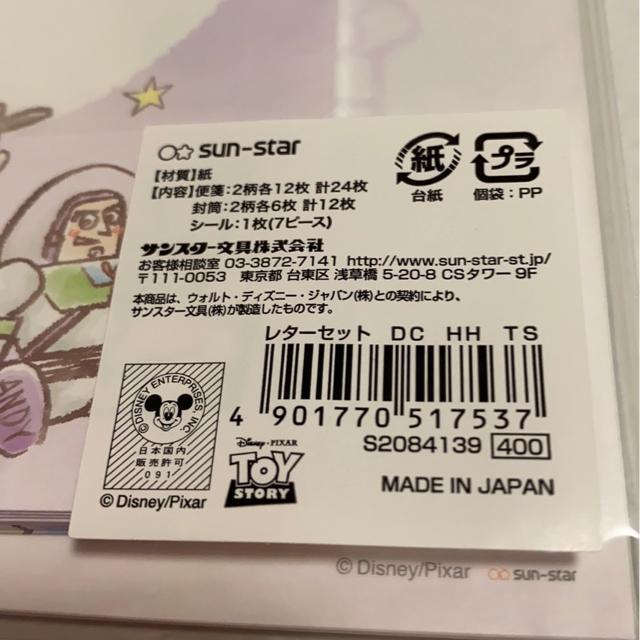 sun-star
【材質】紙
【内容】便箋:2柄各12枚 計24枚
封筒:2柄各6枚 計12枚
シール:1枚(7ピース)
紙
台紙
プラ
個袋:PP
サンスター文具株式会社
お客様相談室 03-3872-7141 http://www.sun-star-st.jp/
〒111-0053 東京都 台東区 浅草橋 5-20-8 CSタワー 9F
本商品は、ウォルト・ディズニー・ジャパン(株)との契約により、
サンスター文具(株)が製造したものです。
レターセット DC HH TS
4 901770 517537
S2084139 400
MADE IN JAPAN
©DISNEY ENTERPRISES, INC.
日本国内
販売許可
091
©Disney/Pixar
Disney・PIXAR
TOY
STORY
ANDY
©Disney/Pixar sun-star